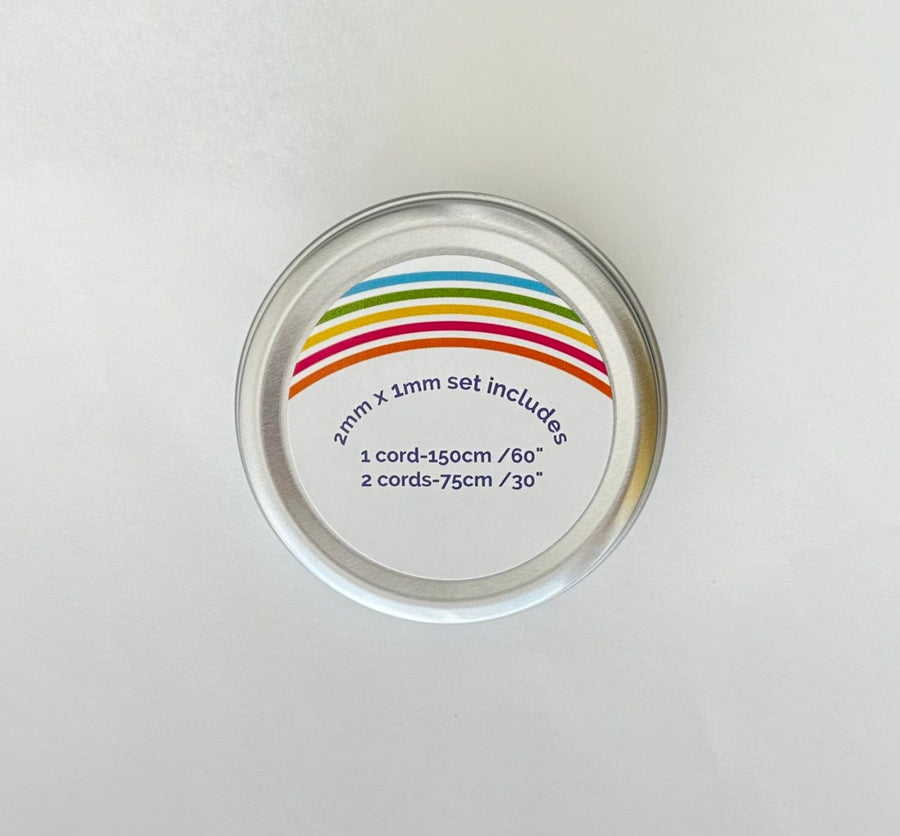 2mm x 1mm set includes
1 cord-150cm /60"
2 cords-75cm /30"